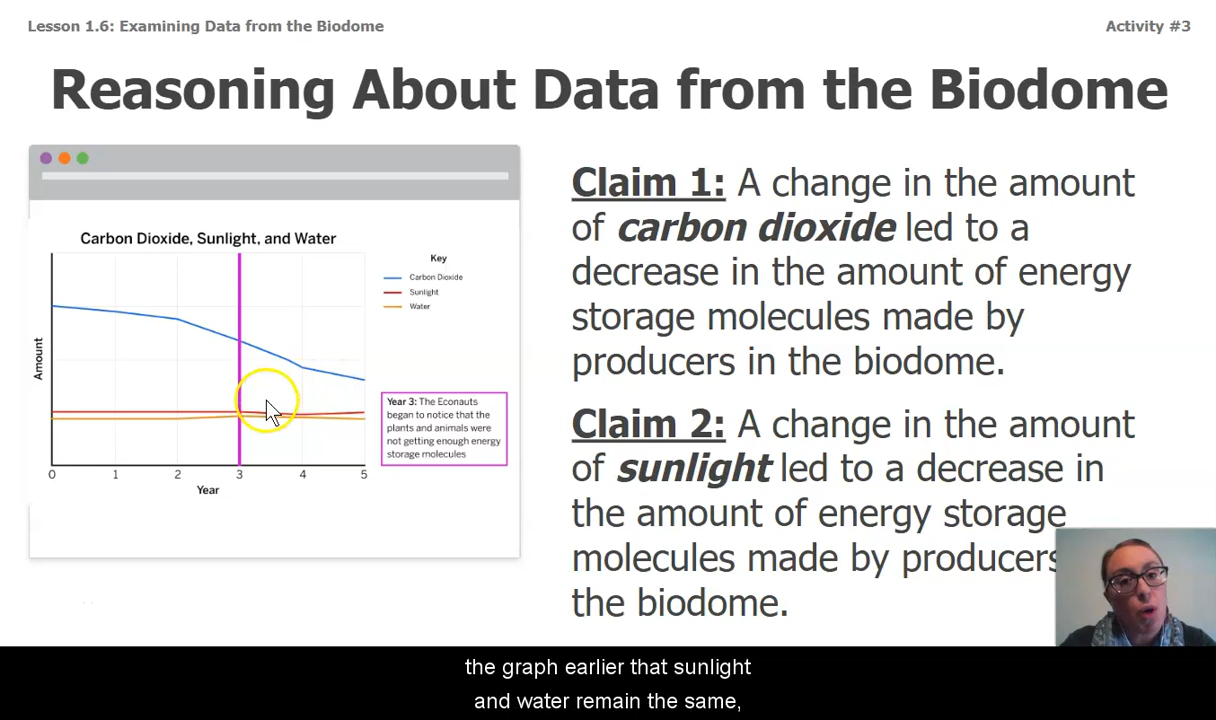 Lesson 1.6: Examining Data from the Biodome
Activity #3
Reasoning About Data from the Biodome
Carbon Dioxide, Sunlight, and Water
Key
Carbon Dioxide
Sunlight
Water
Amount
Year 3: The Econauts
began to notice that the
plants and animals were
not getting enough energy
storage molecules
0 1 2 3 4 5
Year
Claim 1: A change in the amount
of carbon dioxide led to a
decrease in the amount of energy
storage molecules made by
producers in the biodome.
Claim 2: A change in the amount
of sunlight led to a decrease in
the amount of energy storage
molecules made by producers
the biodome.
the graph earlier that sunlight
and water remain the same,